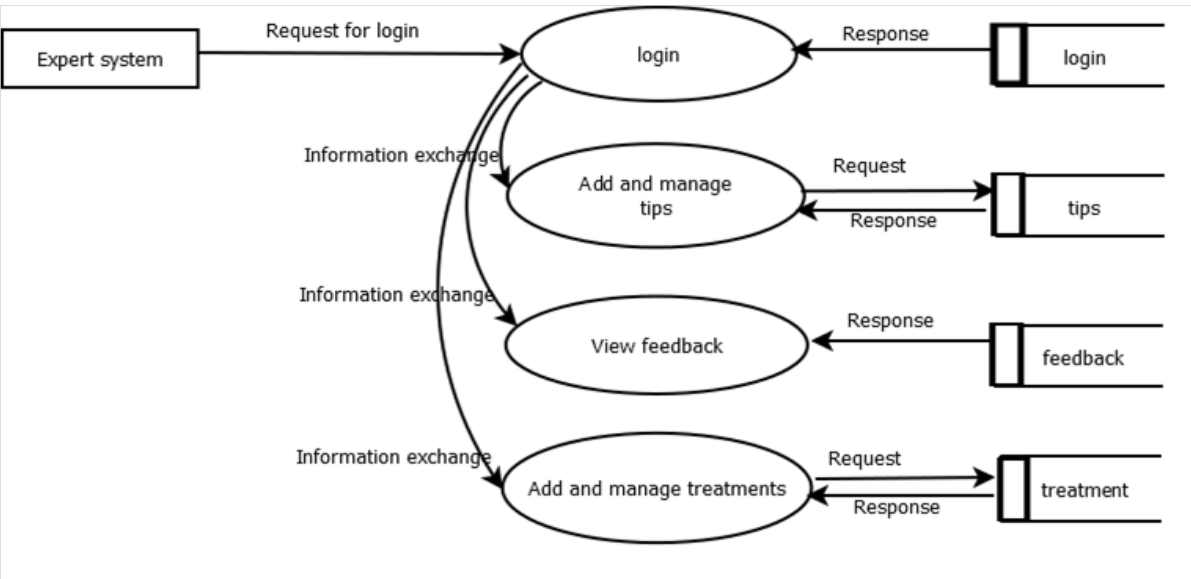 Request for login
Response
Expert system
login
login
Information exchange
Add and manage
tips
Request
Response
tips
Information exchange
View feedback
Response
feedback
Information exchange
Add and manage treatments
Request
Response
treatment